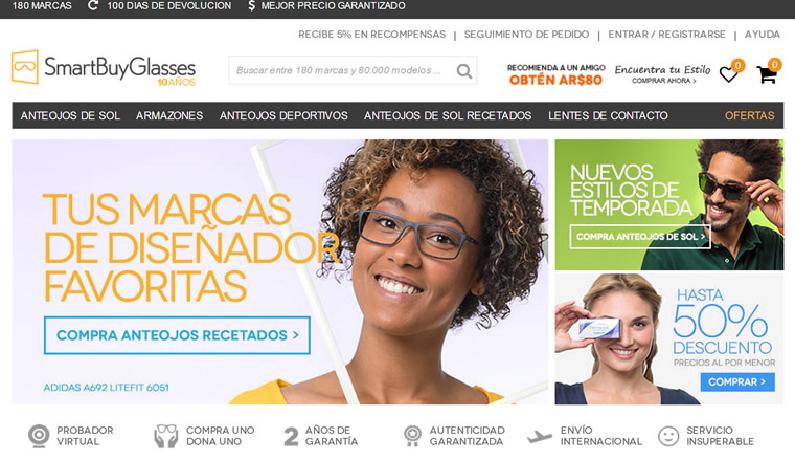 180 MARCAS 100 DIAS DE DEVOLUCION MEJOR PRECIO GARANTIZADO
RECIBE 5% EN RECOMPENSAS | SEGUIMIENTO DE PEDIDO | ENTRAR / REGISTRARSE | AYUDA
SmartBuyGlasses
10 AÑOS
Buscar entre 180 marcas y 80.000 modelos ...
RECOMIENDA A UN AMIGO
OBTÉN AR$80
Encuentra tu Estilo
COMPRAR AHORA >
0
0
ANTEOJOS DE SOL ARMAZONES ANTEOJOS DEPORTIVOS ANTEOJOS DE SOL RECETADOS LENTES DE CONTACTO OFERTAS
TUS MARCAS
DE DISEÑADOR
FAVORITAS
COMPRA ANTEOJOS RECETADOS >
ADIDAS A692 LITEFIT 6051
NUEVOS
ESTILOS DE
TEMPORADA
COMPRA ANTEOJOS DE SOL >
HASTA
50%
DESCUENTO
PRECIOS AL POR MENOR
COMPRAR >
PROBADOR
VIRTUAL
COMPRA UNO
DONA UNO
2 AÑOS DE
GARANTÍA
AUTENTICIDAD
GARANTIZADA
ENVÍO
INTERNACIONAL
SERVICIO
INSUPERABLE